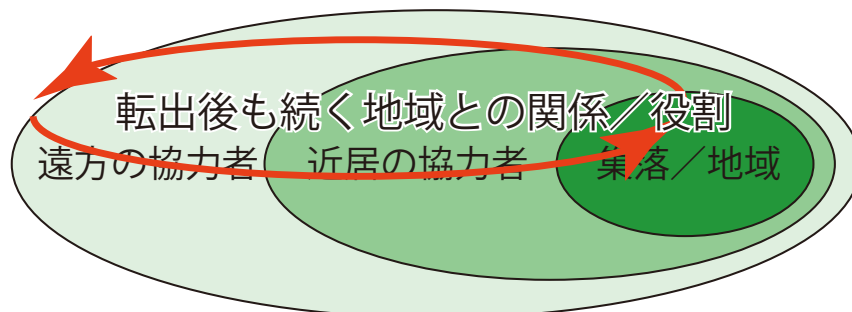 転出後も続く地域との関係／役割
遠方の協力者
近居の協力者
集落／地域